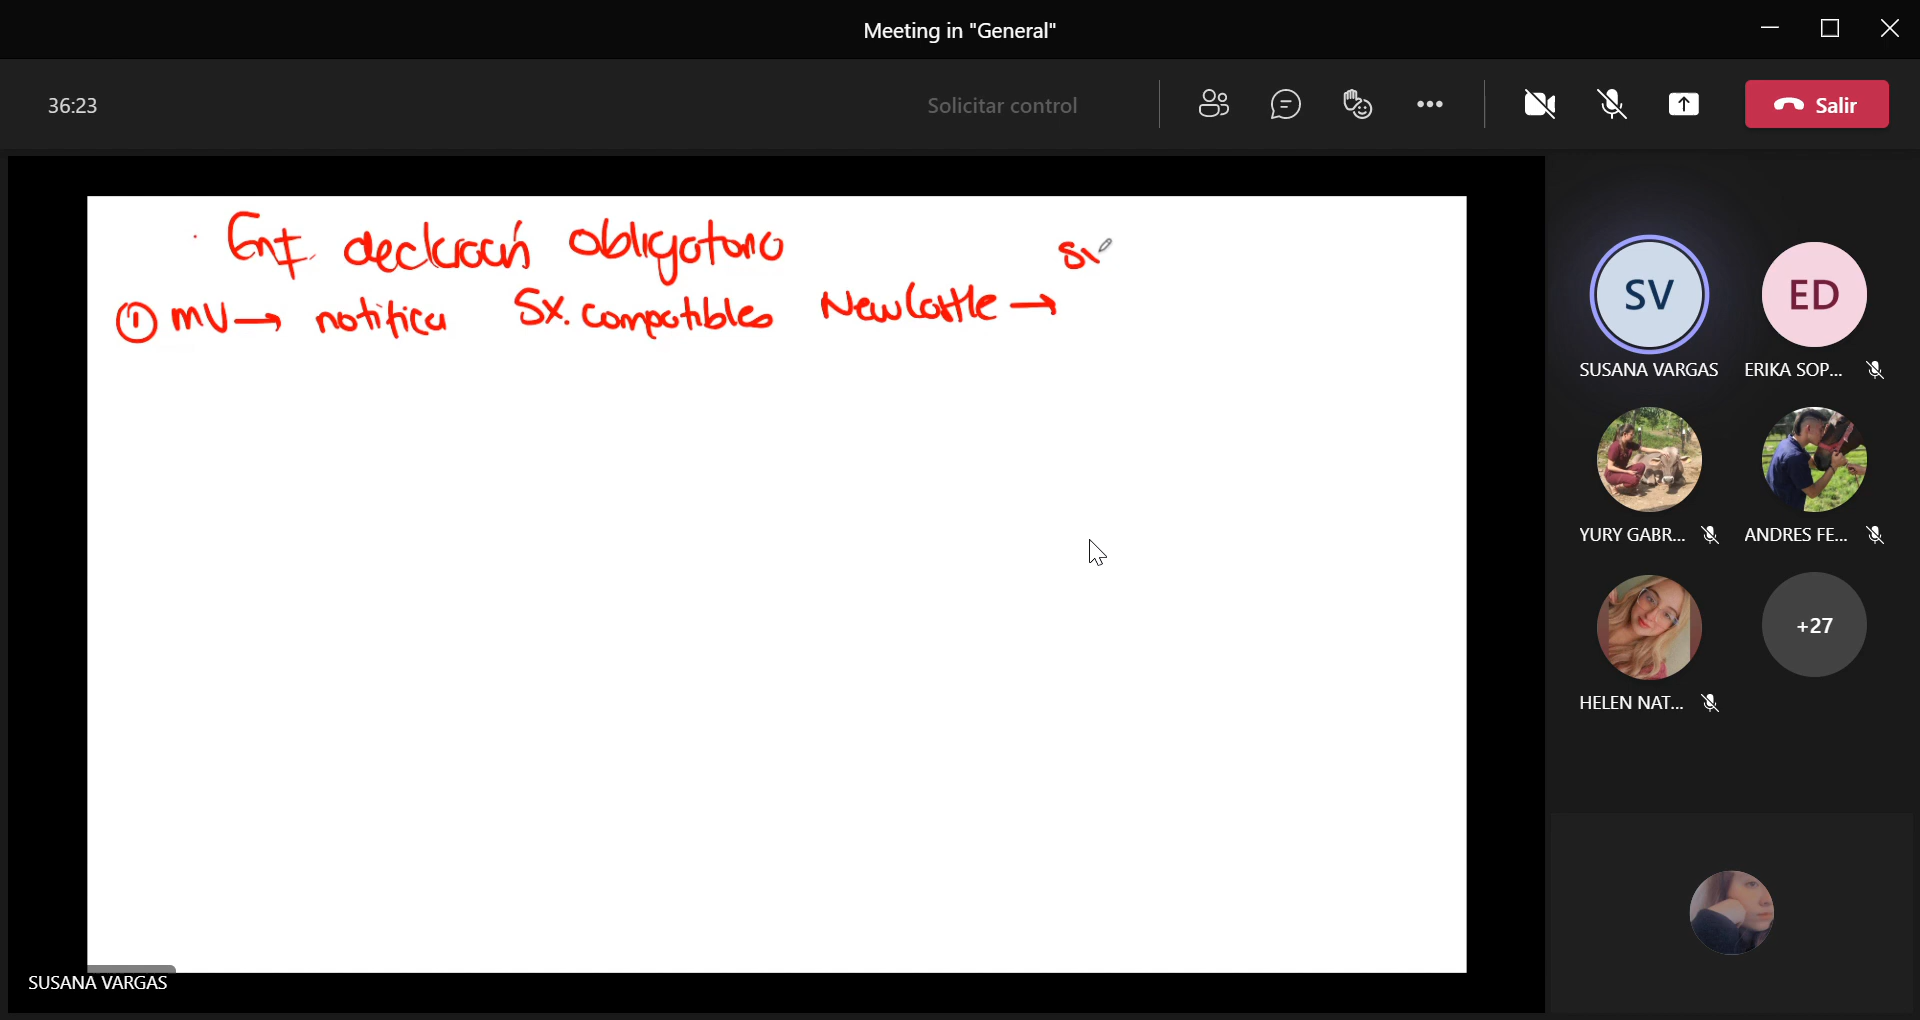 Meeting in "General"
36:23
Solicitar control
Salir
Enf. declaración obligatoria
① MV → notifica Sx. compatibles NewCastle →
SV
SUSANA VARGAS
ED
ERIKA SOP...
YURY GABR...
ANDRES FE...
HELEN NAT...
+27
SUSANA VARGAS